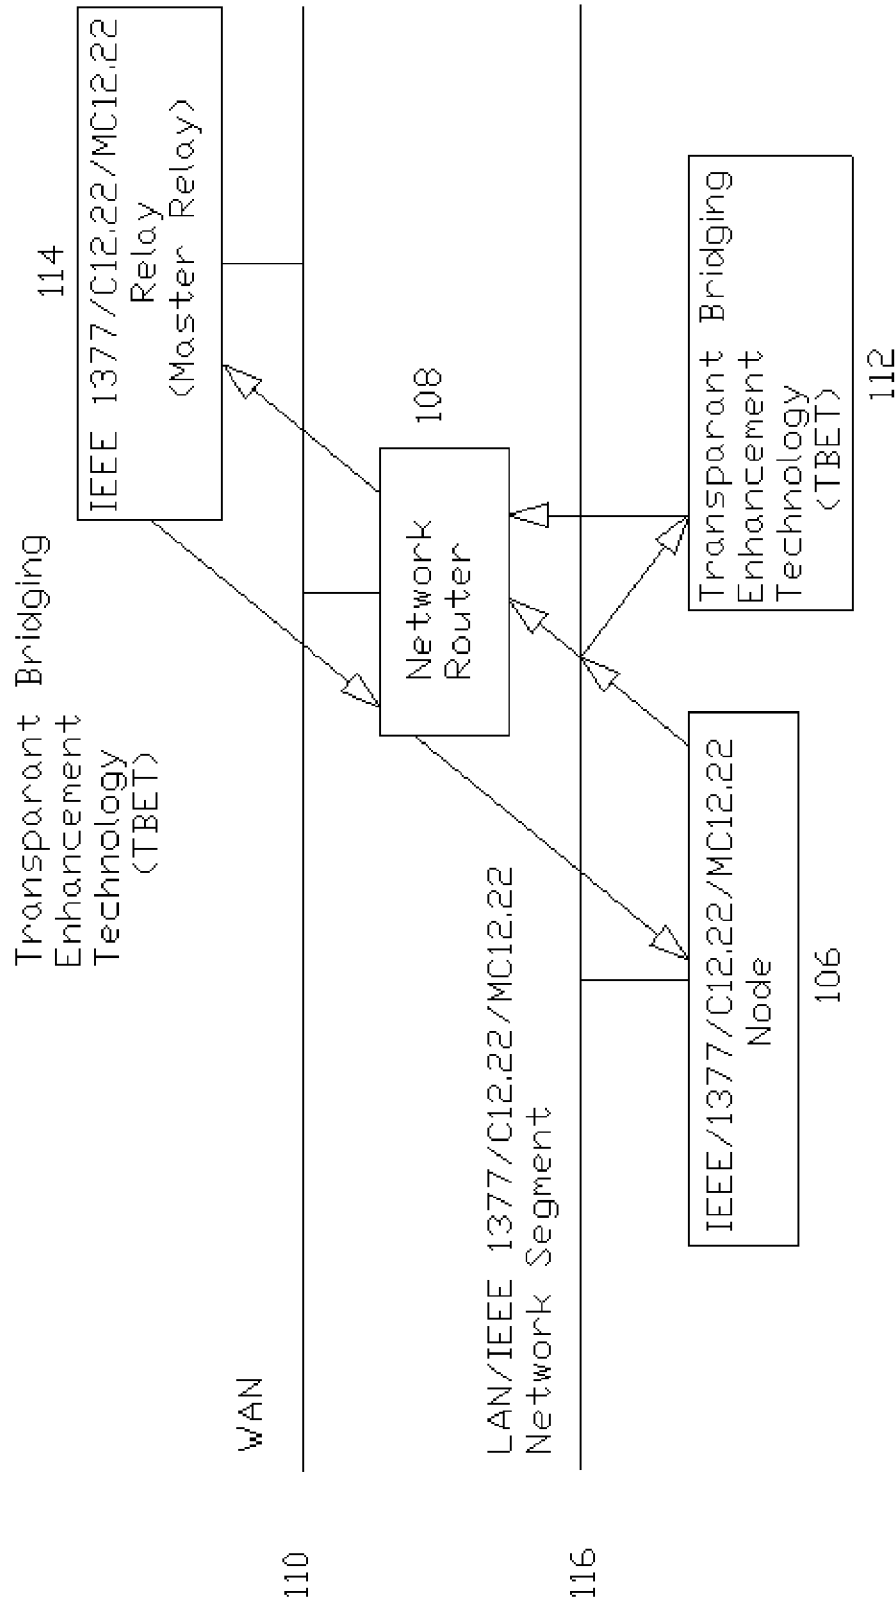 Transparant Bridging
Enhancement
Technology
(TBET)
114
IEEE 1377/C12.22/MC12.22
Relay
(Master Relay)
WAN
110
108
Network
Router
LAN/IEEE 1377/C12.22/MC12.22
Network Segment
116
IEEE/1377/C12.22/MC12.22
Node
106
Transparant Bridging
Enhancement
Technology
(TBET)
112